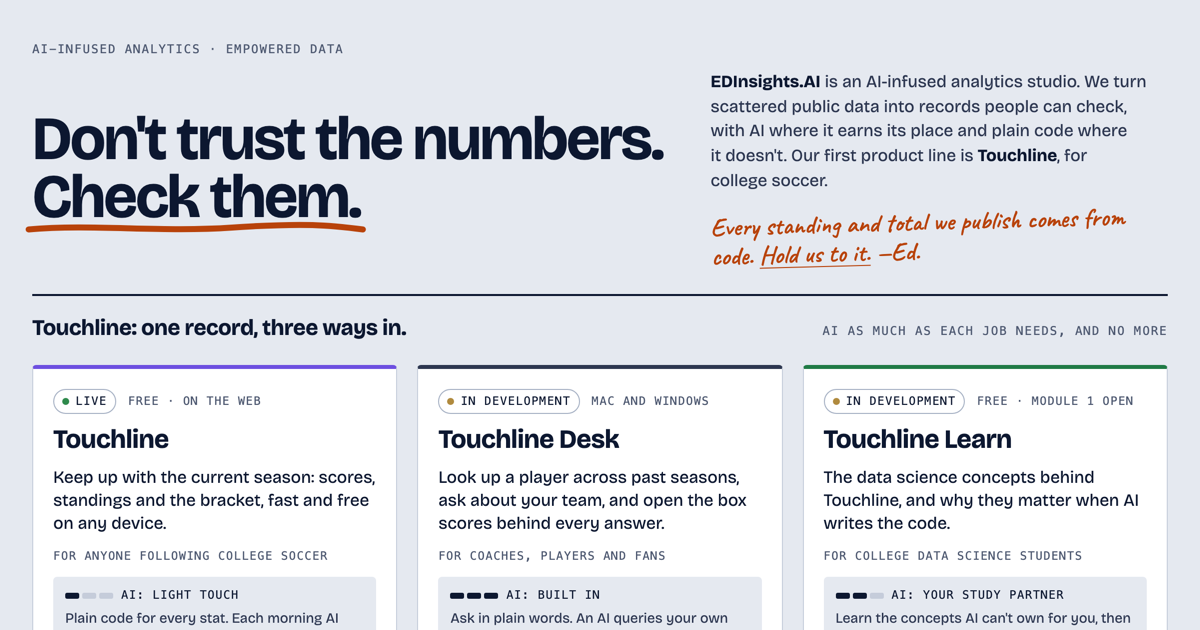 AI-INFUSED ANALYTICS · EMPOWERED DATA
Don't trust the numbers.
Check them.
EDInsights.AI is an AI-infused analytics studio. We turn
scattered public data into records people can check,
with AI where it earns its place and plain code where
it doesn't. Our first product line is Touchline, for
college soccer.
Every standing and total we publish comes from
code. Hold us to it. —Ed.
Touchline: one record, three ways in.
AI AS MUCH AS EACH JOB NEEDS, AND NO MORE
LIVE FREE · ON THE WEB
Touchline
Keep up with the current season: scores,
standings and the bracket, fast and free
on any device.
FOR ANYONE FOLLOWING COLLEGE SOCCER
AI: LIGHT TOUCH
Plain code for every stat. Each morning AI
IN DEVELOPMENT MAC AND WINDOWS
Touchline Desk
Look up a player across past seasons,
ask about your team, and open the box
scores behind every answer.
FOR COACHES, PLAYERS AND FANS
AI: BUILT IN
Ask in plain words. An AI queries your own
IN DEVELOPMENT FREE · MODULE 1 OPEN
Touchline Learn
The data science concepts behind
Touchline, and why they matter when AI
writes the code.
FOR COLLEGE DATA SCIENCE STUDENTS
AI: YOUR STUDY PARTNER
Learn the concepts AI can't own for you, then